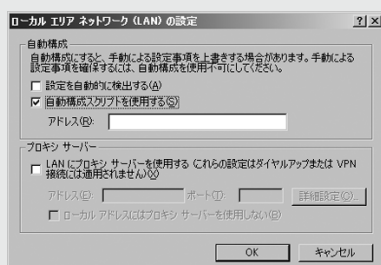 ローカル エリア ネットワーク (LAN) の設定
自動構成
自動構成にすると、手動による設定事項を上書きする場合があります。手動による
設定事項を確保するには、自動構成を使用不可にしてください。
設定を自動的に検出する(A)
自動構成スクリプトを使用する(S)
アドレス(R):
プロキシ サーバー
LAN にプロキシ サーバーを使用する (これらの設定はダイヤルアップまたは VPN
接続には適用されません)(X)
アドレス(E):
ポート(T):
詳細設定(C)...
ローカル アドレスにはプロキシ サーバーを使用しない(B)
OK
キャンセル